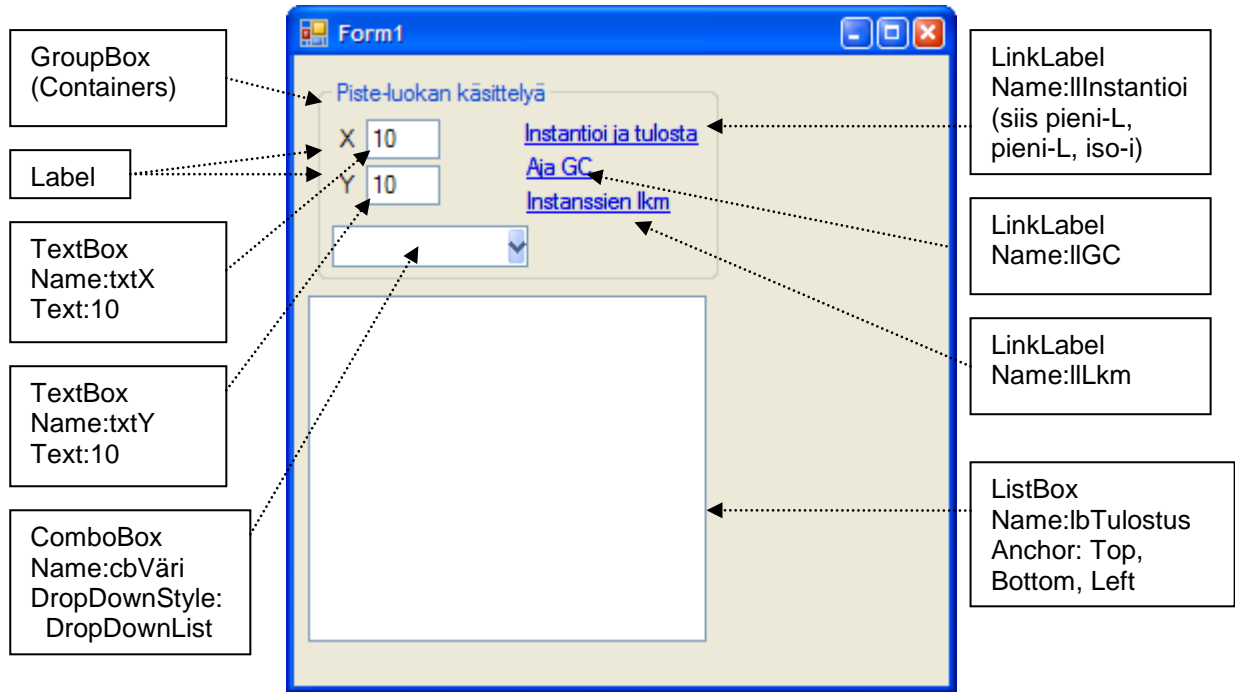 GroupBox
(Containers)
Label
TextBox
Name:txtX
Text:10
TextBox
Name:txtY
Text:10
ComboBox
Name:cbVäri
DropDownStyle:
DropDownList
Form1
Piste-luokan käsittelyä
X 10
Y 10
Instantioi ja tulosta
Aja GC
Instanssien lkm
LinkLabel
Name:llInstantioi
(siis pieni-L,
pieni-L, iso-i)
LinkLabel
Name:llGC
LinkLabel
Name:llLkm
ListBox
Name:lbTulostus
Anchor: Top,
Bottom, Left